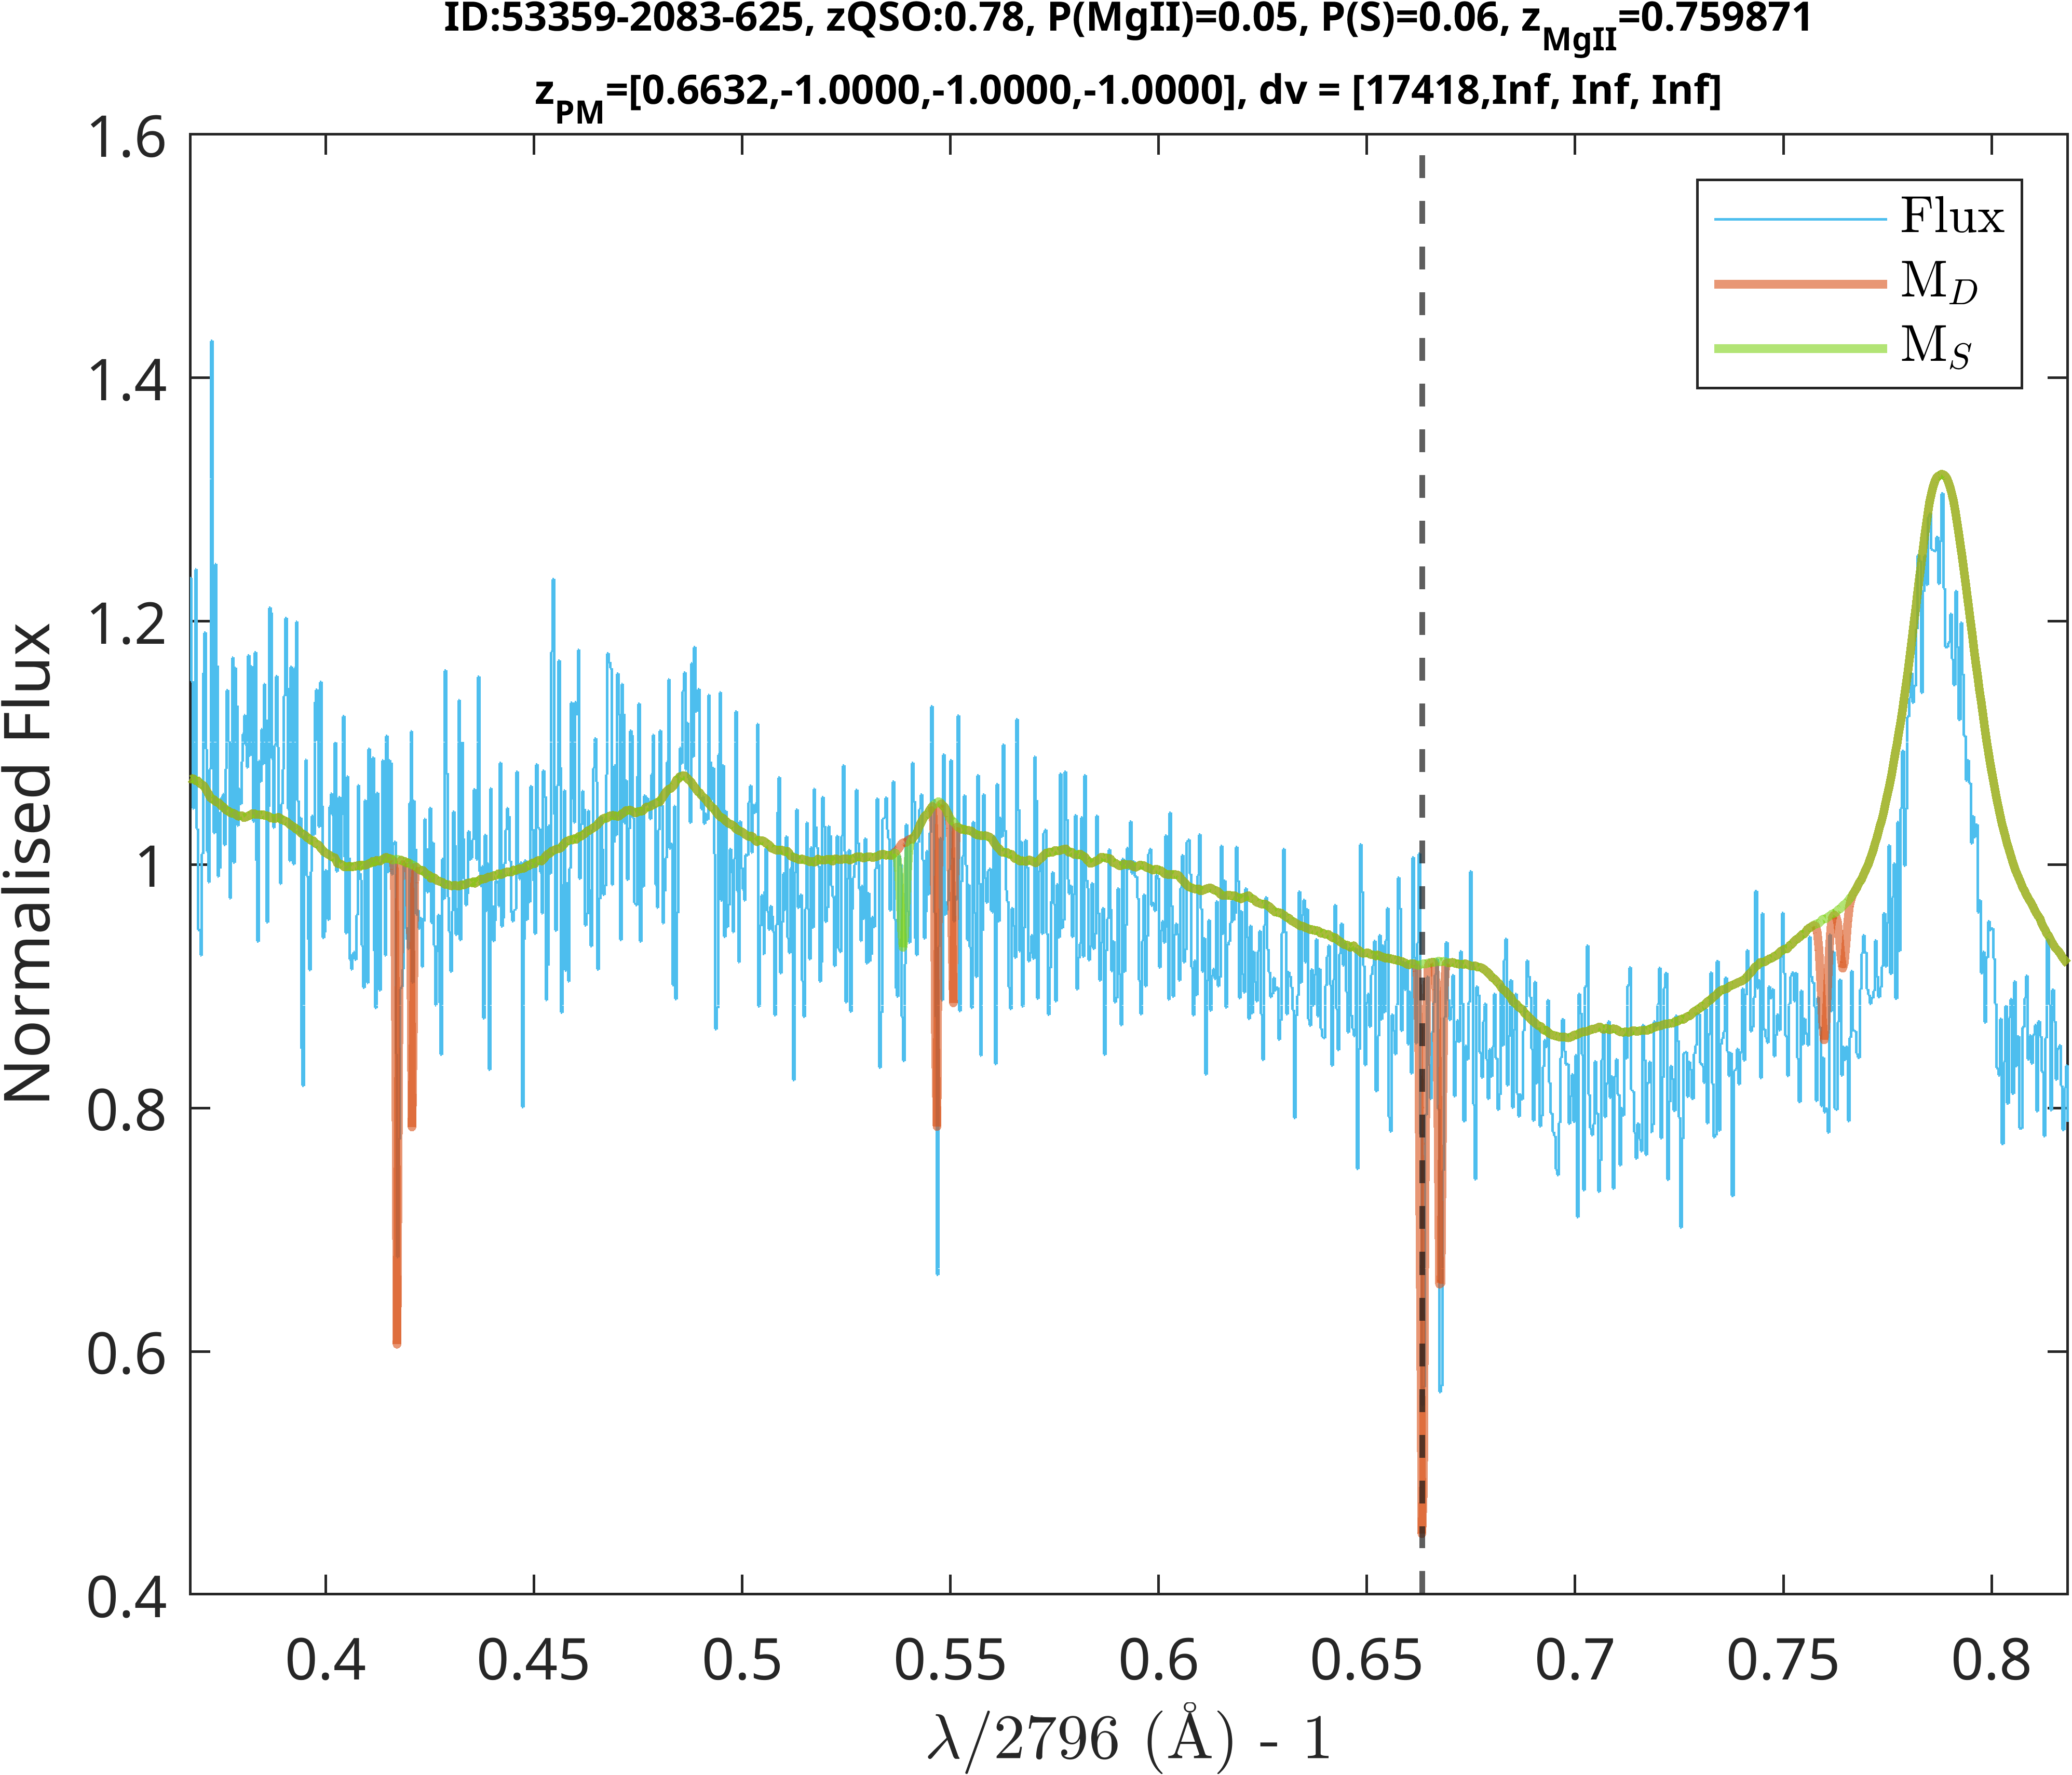 ID:53359-2083-625, zQSO:0.78, P(MgII)=0.05, P(S)=0.06, zMgII=0.759871
zPM=[0.6632,-1.0000,-1.0000,-1.0000], dv = [17418,Inf, Inf, Inf]
1.6
1.4
1.2
1
0.8
0.6
0.4
Normalised Flux
Flux
MD
MS
0.4 0.45 0.5 0.55 0.6 0.65 0.7 0.75 0.8
λ/2796 (Å) - 1